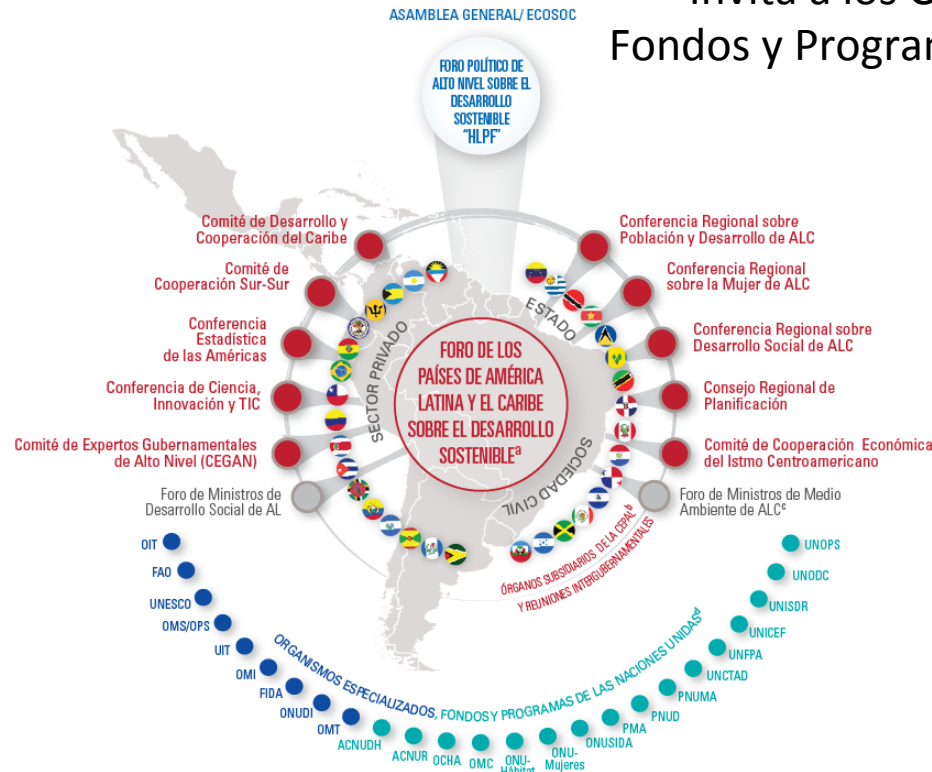 Invita a los
Fondos y Program
ASAMBLEA GENERAL/ ECOSOC
FORO POLÍTICO DE
ALTO NIVEL SOBRE EL
DESARROLLO
SOSTENIBLE
"HLPF"
Comité de Desarrollo y
Cooperación del Caribe
Comité de
Cooperación Sur-Sur
Conferencia
Estadística
de las Américas
Conferencia de Ciencia,
Innovación y TIC
Comité de Expertos Gubernamentales
de Alto Nivel (CEGAN)
Foro de Ministros de
Desarrollo Social de AL
SECTOR PRIVADO
ESTADO
SOCIEDAD CIVIL
FORO DE LOS
PAÍSES DE AMÉRICA
LATINA Y EL CARIBE
SOBRE EL DESARROLLO
SOSTENIBLEª
Conferencia Regional sobre
Población y Desarrollo de ALC
Conferencia Regional
sobre la Mujer de ALC
Conferencia Regional sobre
Desarrollo Social de ALC
Consejo Regional de
Planificación
Comité de Cooperación Económica
del Istmo Centroamericano
Foro de Ministros de Medio
Ambiente de ALCᶜ
ÓRGANOS SUBSIDIARIOS DE LA CEPALᵇ
Y REUNIONES INTERGUBERNAMENTALES
ORGANISMOS ESPECIALIZADOS, FONDOS Y PROGRAMAS DE LAS NACIONES UNIDASᵈ
OIT
FAO
UNESCO
OMS/OPS
UIT
OMI
FIDA
ONUDI
OMT
ACNUDH
ACNUR
OCHA
OMC
ONU-
Hábitat
ONU-
Mujeres
ONUSIDA
PMA
PNUD
PNUMA
UNCTAD
UNFPA
UNICEF
UNISDR
UNODC
UNOPS